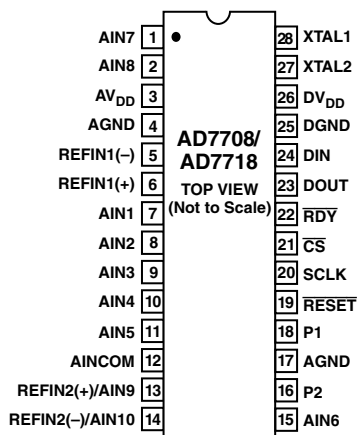 AIN7 1
AIN8 2
AVDD 3
AGND 4
REFIN1(–) 5
REFIN1(+) 6
AIN1 7
AIN2 8
AIN3 9
AIN4 10
AIN5 11
AINCOM 12
REFIN2(+)/AIN9 13
REFIN2(–)/AIN10 14
AD7708/
AD7718
TOP VIEW
(Not to Scale)
28 XTAL1
27 XTAL2
26 DVDD
25 DGND
24 DIN
23 DOUT
22 RDY
21 CS
20 SCLK
19 RESET
18 P1
17 AGND
16 P2
15 AIN6